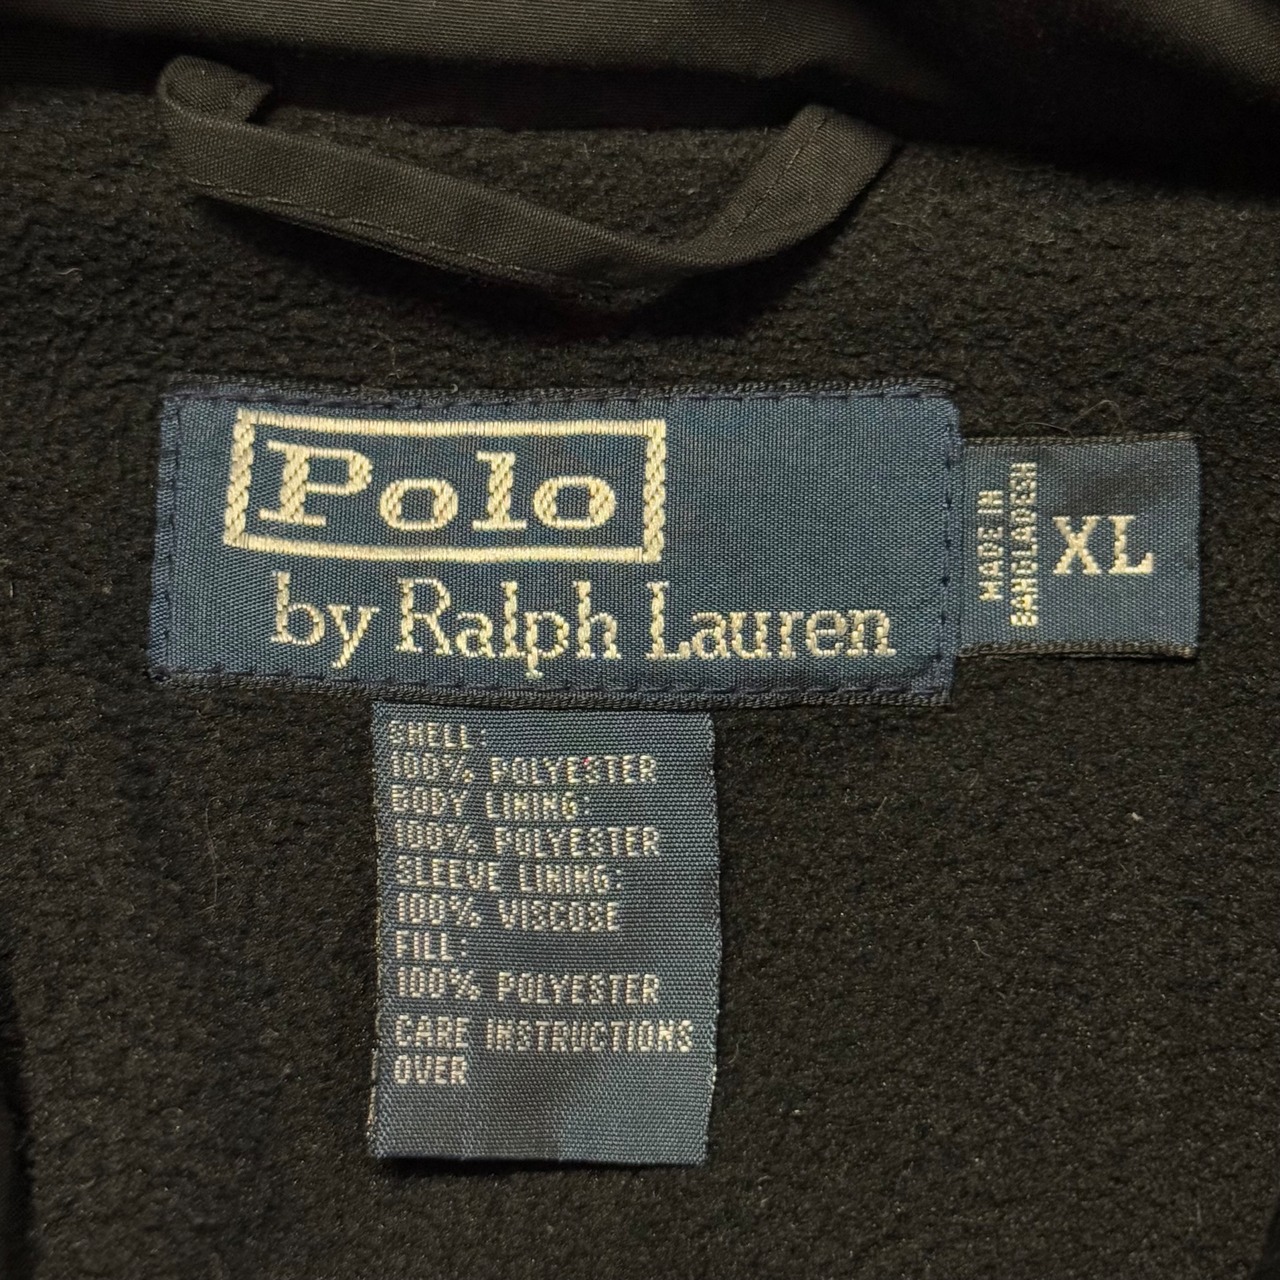 Polo
by Ralph Lauren
MADE IN
BANGLADESH
XL
SHELL:
100% POLYESTER
BODY LINING:
100% POLYESTER
SLEEVE LINING:
100% VISCOSE
FILL:
100% POLYESTER
CARE INSTRUCTIONS
OVER